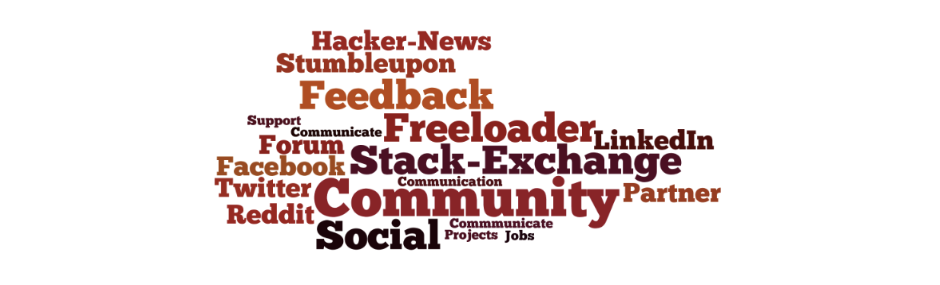 Hacker-News
Stumbleupon
Feedback
Support
Communicate
Freeloader
LinkedIn
Forum
Facebook
Stack-Exchange
Twitter
Communication
Community
Partner
Reddit
Social
Commmunicate
Projects
Jobs